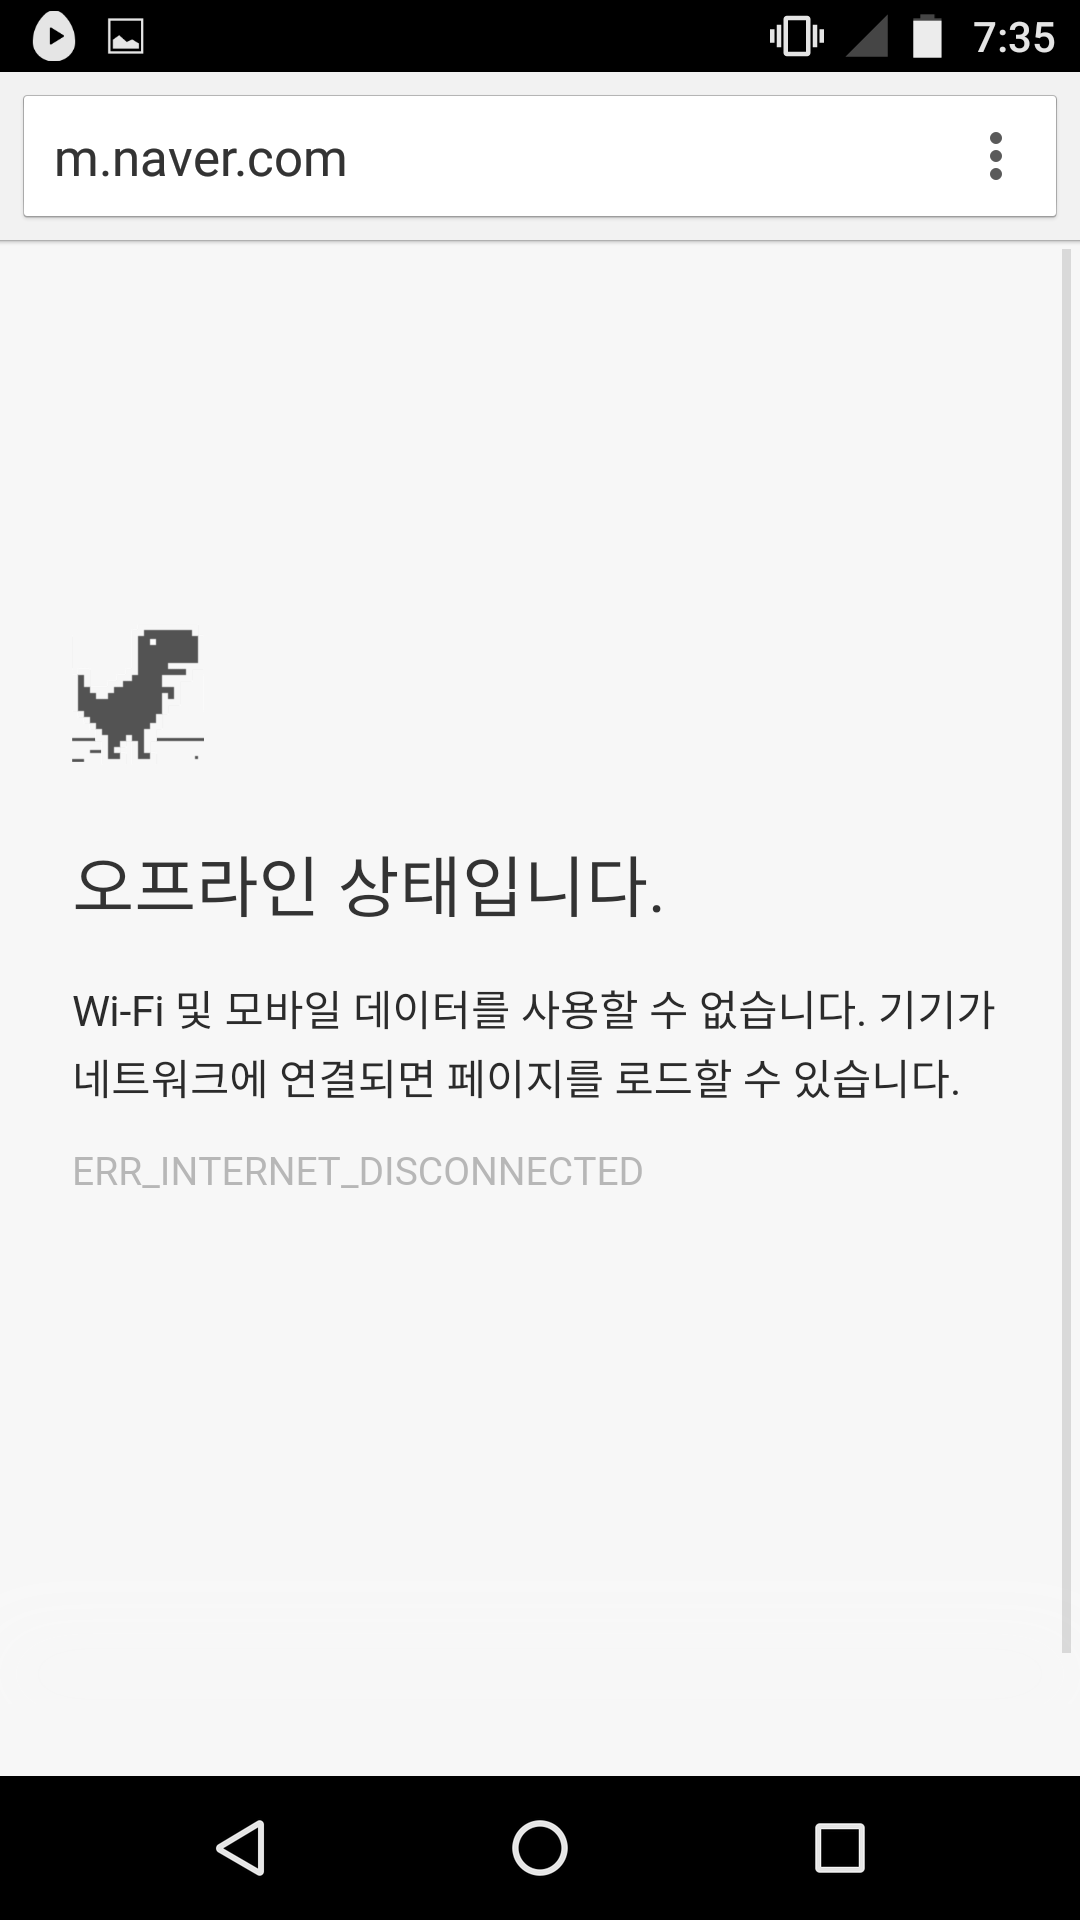 7:35
m.naver.com
오프라인 상태입니다.
Wi-Fi 및 모바일 데이터를 사용할 수 없습니다. 기기가
네트워크에 연결되면 페이지를 로드할 수 있습니다.
ERR_INTERNET_DISCONNECTED